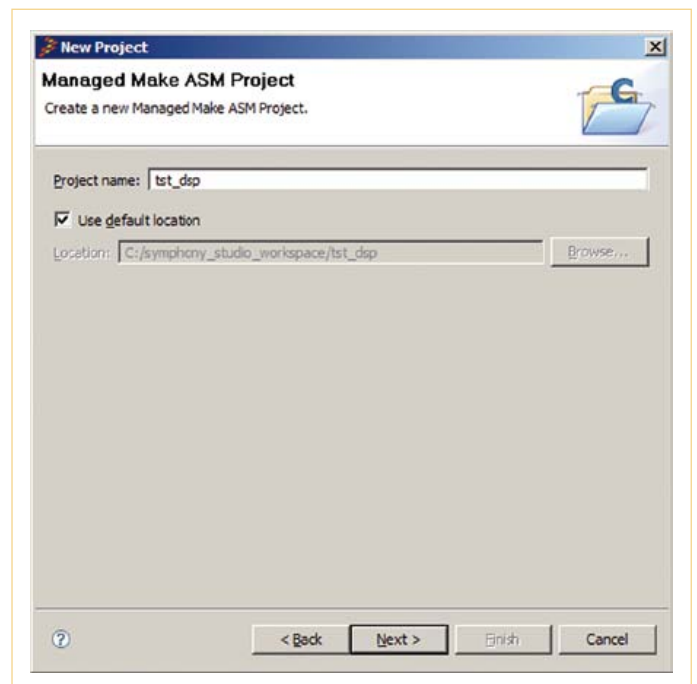 New Project
Managed Make ASM Project
Create a new Managed Make ASM Project.
Project name: tst_dsp
Use default location
Location: C:/symphony_studio_workspace/tst_dsp Browse...
? < Back Next > Finish Cancel